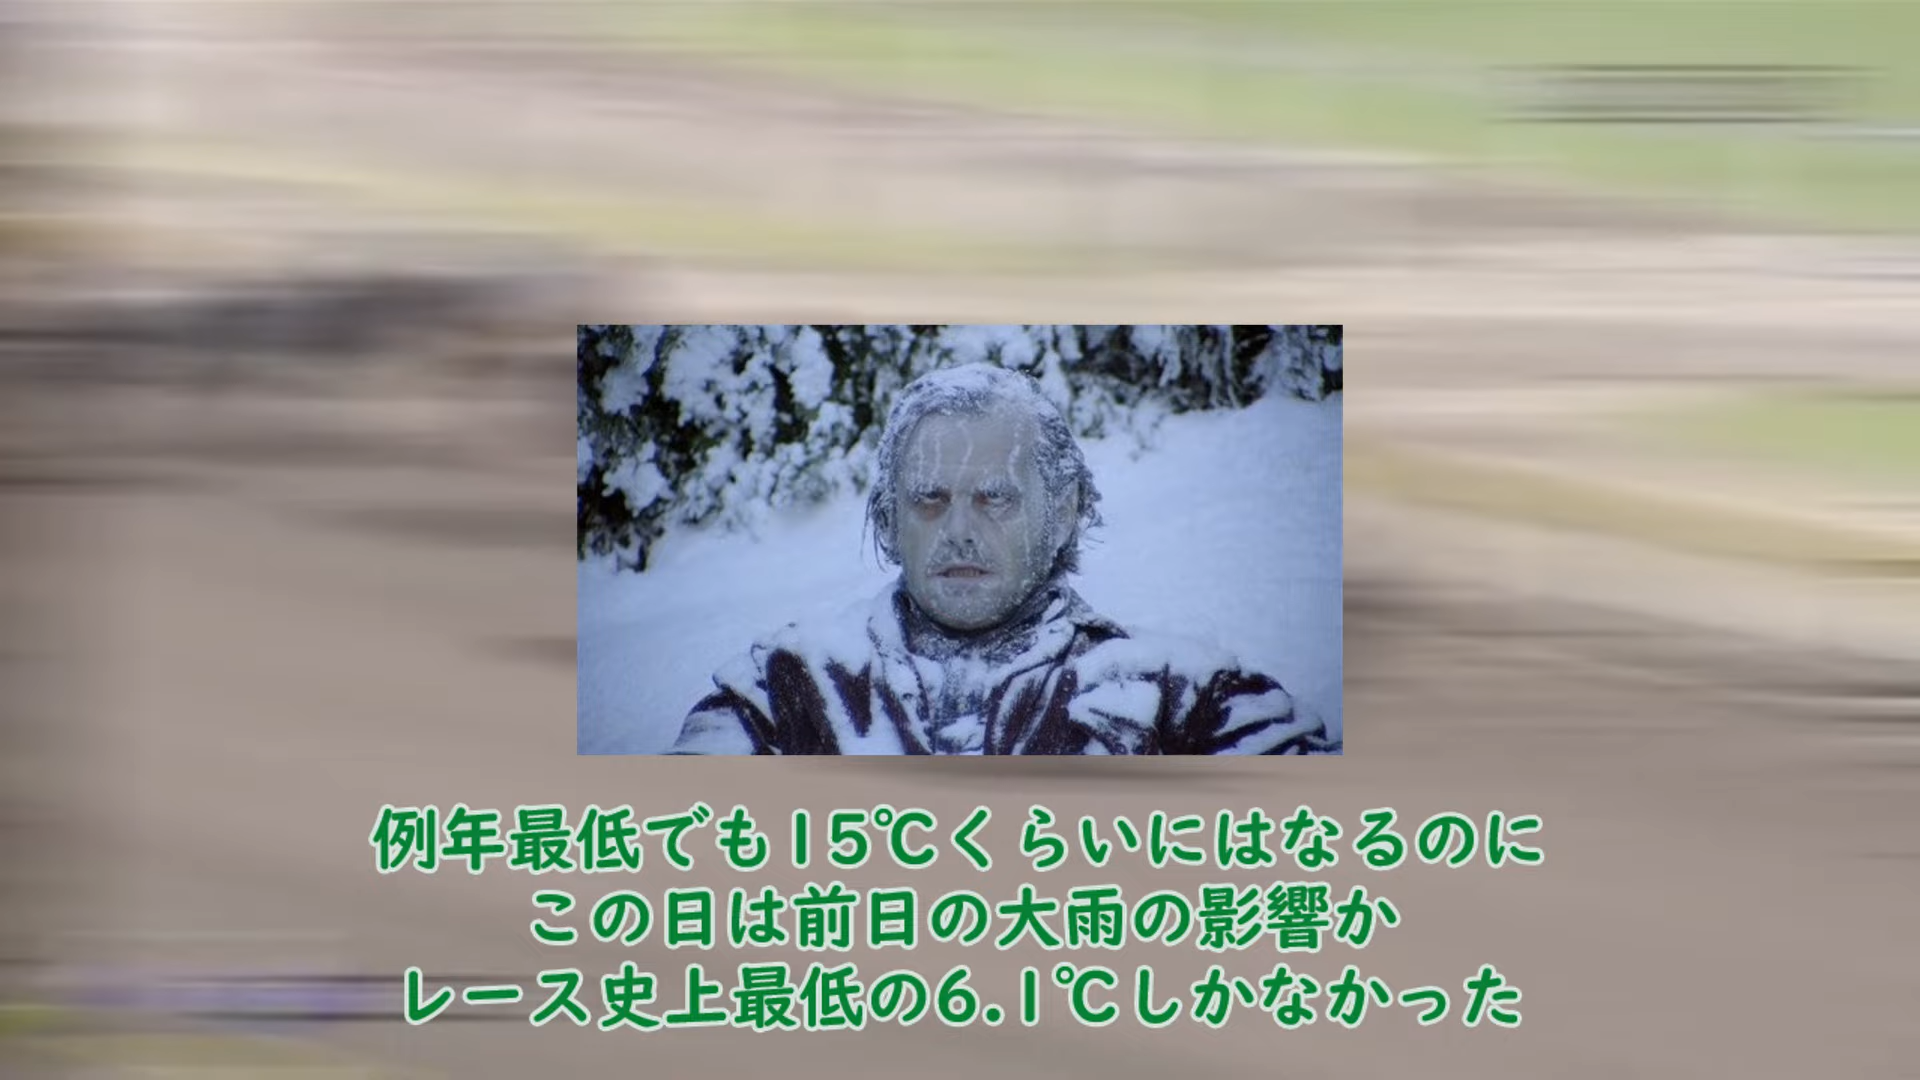 例年最低でも15℃くらいにはなるのに
この日は前日の大雨の影響か
レース史上最低の6.1℃しかなかった